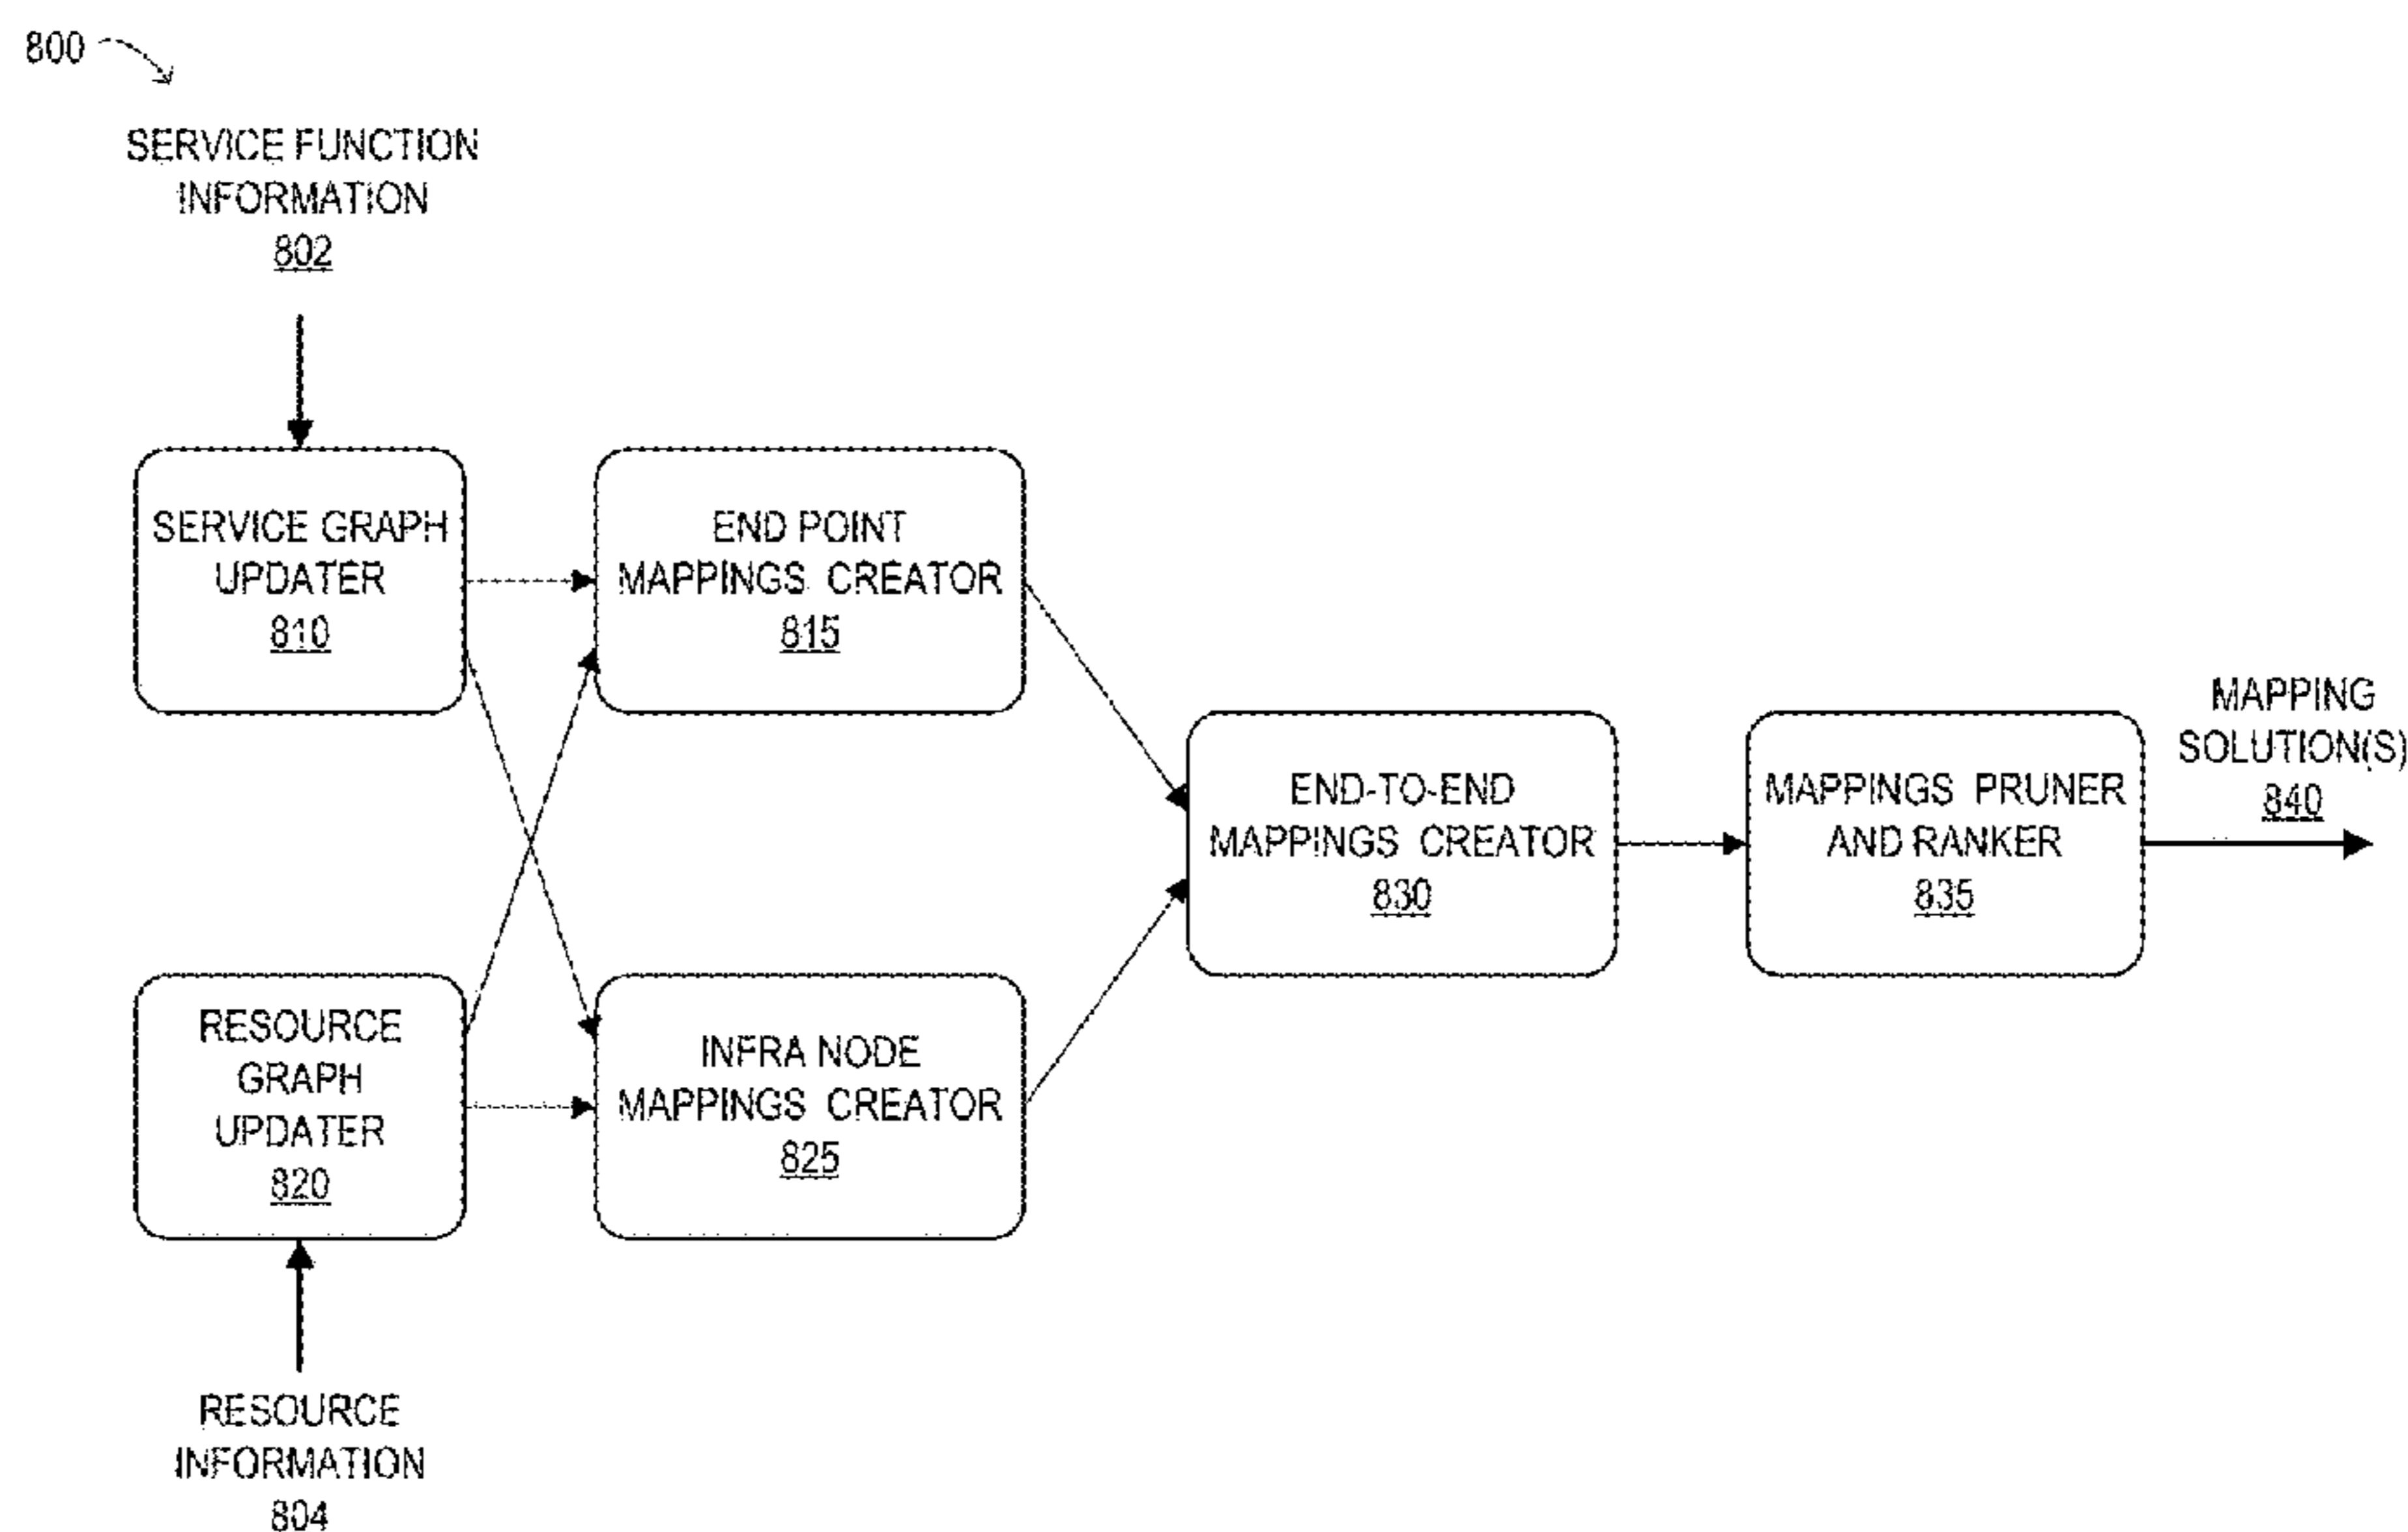 800
SERVICE FUNCTION
INFORMATION
802
SERVICE GRAPH
UPDATER
810
END POINT
MAPPINGS CREATOR
815
RESOURCE
GRAPH
UPDATER
820
INFRA NODE
MAPPINGS CREATOR
825
END-TO-END
MAPPINGS CREATOR
830
MAPPINGS PRUNER
AND RANKER
835
MAPPING
SOLUTION(S)
840
RESOURCE
INFORMATION
804